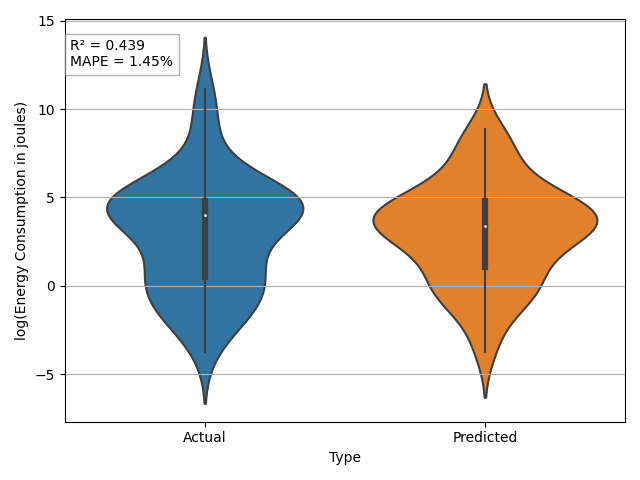 R² = 0.439
MAPE = 1.45%
log(Energy Consumption in joules)
15
10
5
0
−5
Actual
Predicted
Type